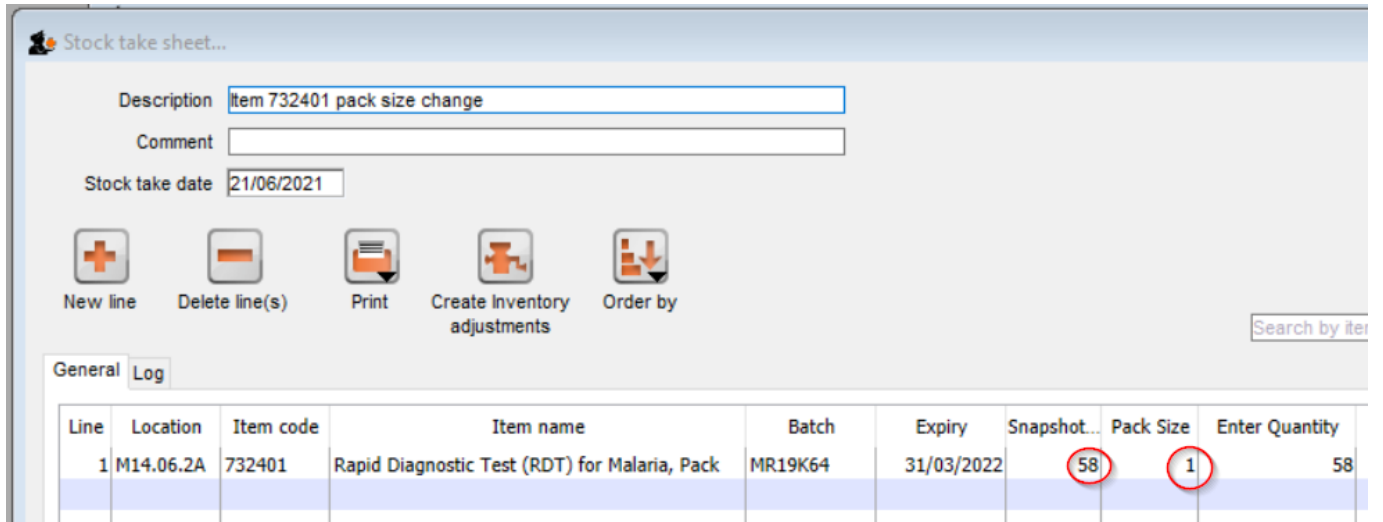 Stock take sheet...
Description Item 732401 pack size change
Comment
Stock take date 21/06/2021
New line Delete line(s) Print Create Inventory adjustments Order by
Search by iter
General Log
Line Location Item code Item name Batch Expiry Snapshot... Pack Size Enter Quantity
1 M14.06.2A 732401 Rapid Diagnostic Test (RDT) for Malaria, Pack MR19K64 31/03/2022 58 1 58